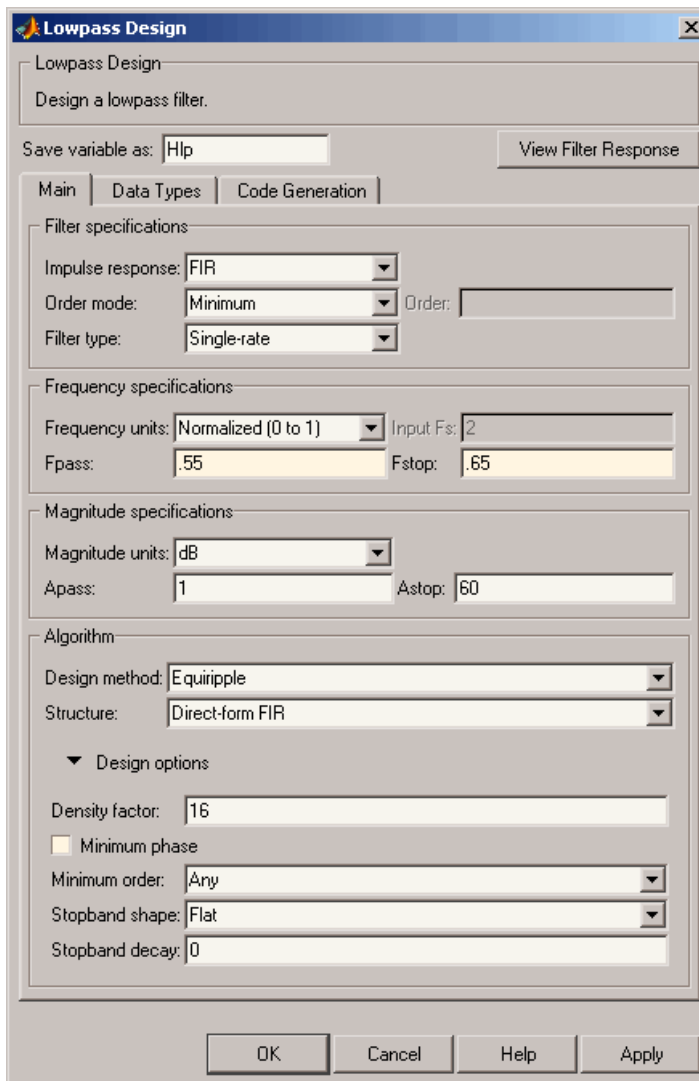 Lowpass Design
Lowpass Design
Design a lowpass filter.
Save variable as: Hlp View Filter Response
Main Data Types Code Generation
Filter specifications
Impulse response: FIR
Order mode: Minimum Order:
Filter type: Single-rate
Frequency specifications
Frequency units: Normalized (0 to 1) Input Fs: 2
Fpass: .55 Fstop: .65
Magnitude specifications
Magnitude units: dB
Apass: 1 Astop: 60
Algorithm
Design method: Equiripple
Structure: Direct-form FIR
Design options
Density factor: 16
Minimum phase
Minimum order: Any
Stopband shape: Flat
Stopband decay: 0
OK Cancel Help Apply